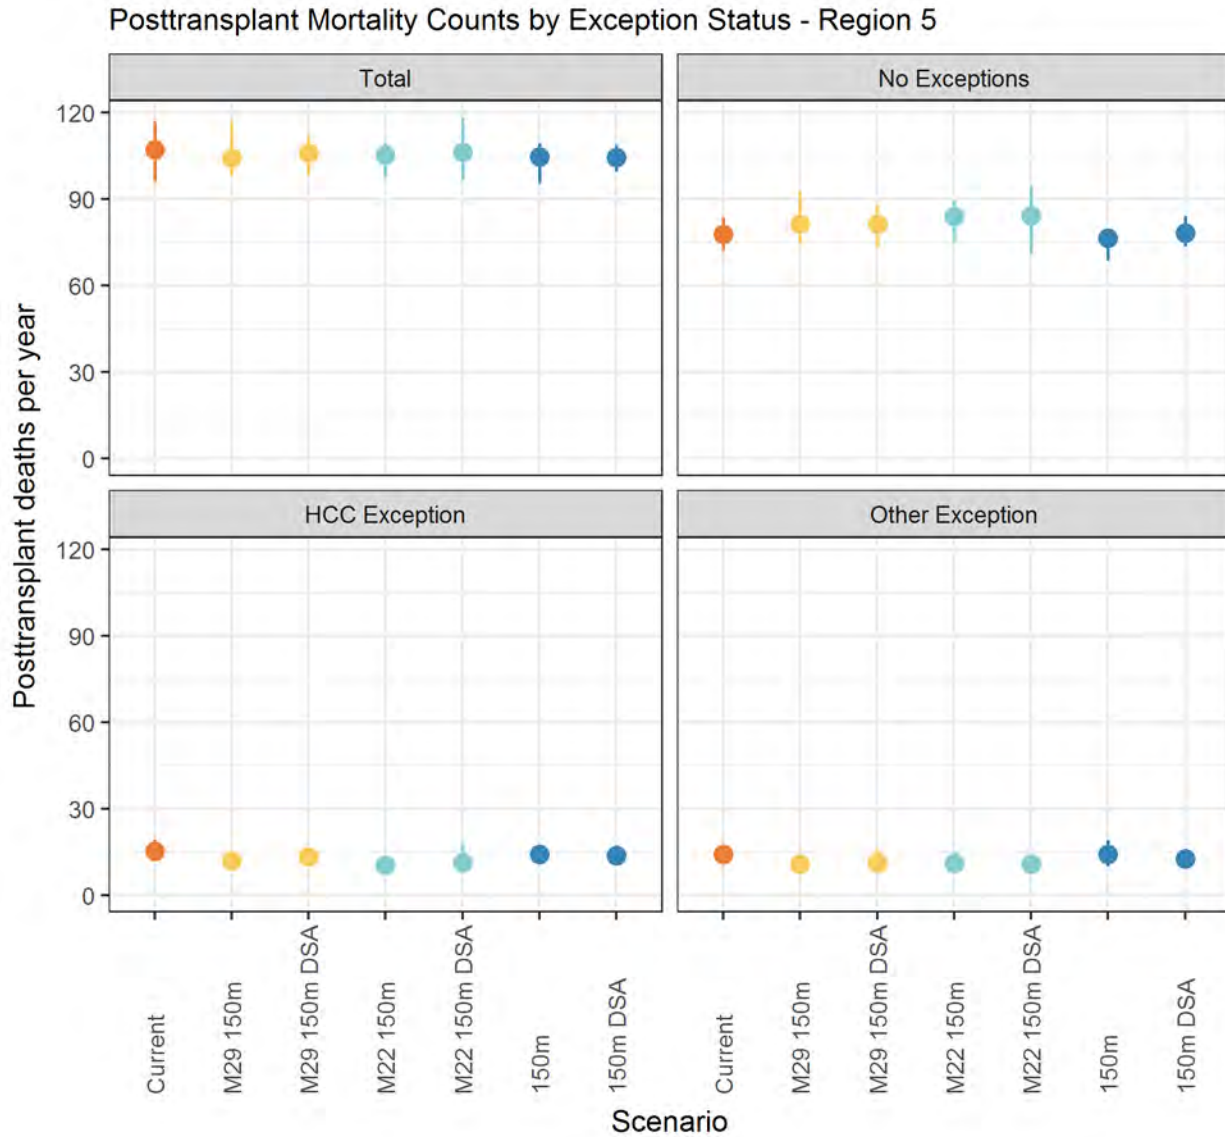 Posttransplant Mortality Counts by Exception Status - Region 5
Total
No Exceptions
120
90
60
30
0
HCC Exception
Other Exception
120
90
60
30
0
Posttransplant deaths per year
Current
M29 150m
M29 150m DSA
M22 150m
M22 150m DSA
150m
150m DSA
Current
M29 150m
M29 150m DSA
M22 150m
M22 150m DSA
150m
150m DSA
Scenario